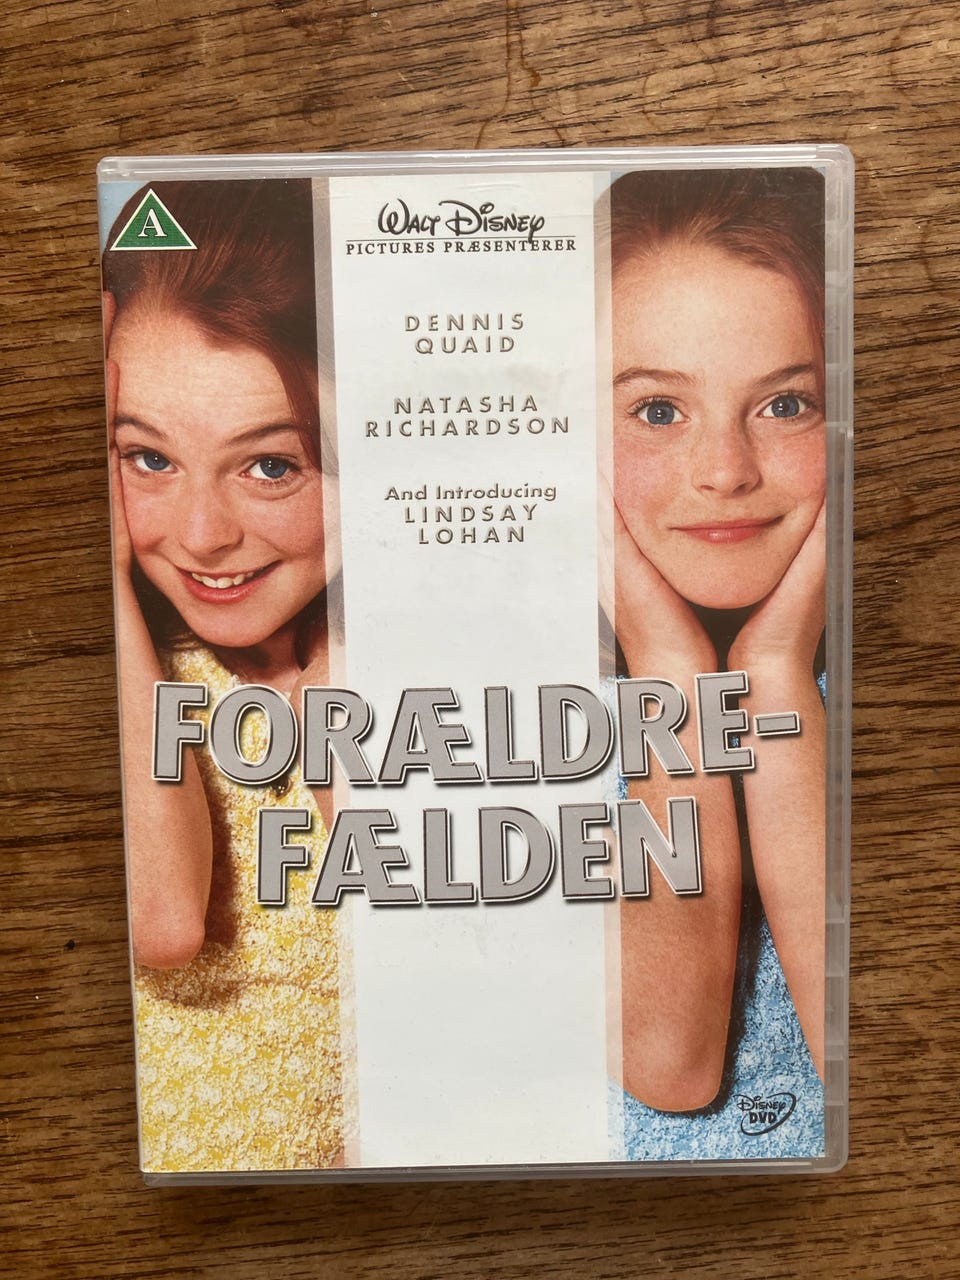 A
WALT DISNEY
PICTURES PRÆSENTERER
DENNIS
QUAID
NATASHA
RICHARDSON
And Introducing
LINDSAY
LOHAN
FORÆLDRE-
FÆLDEN
DISNEY
DVD